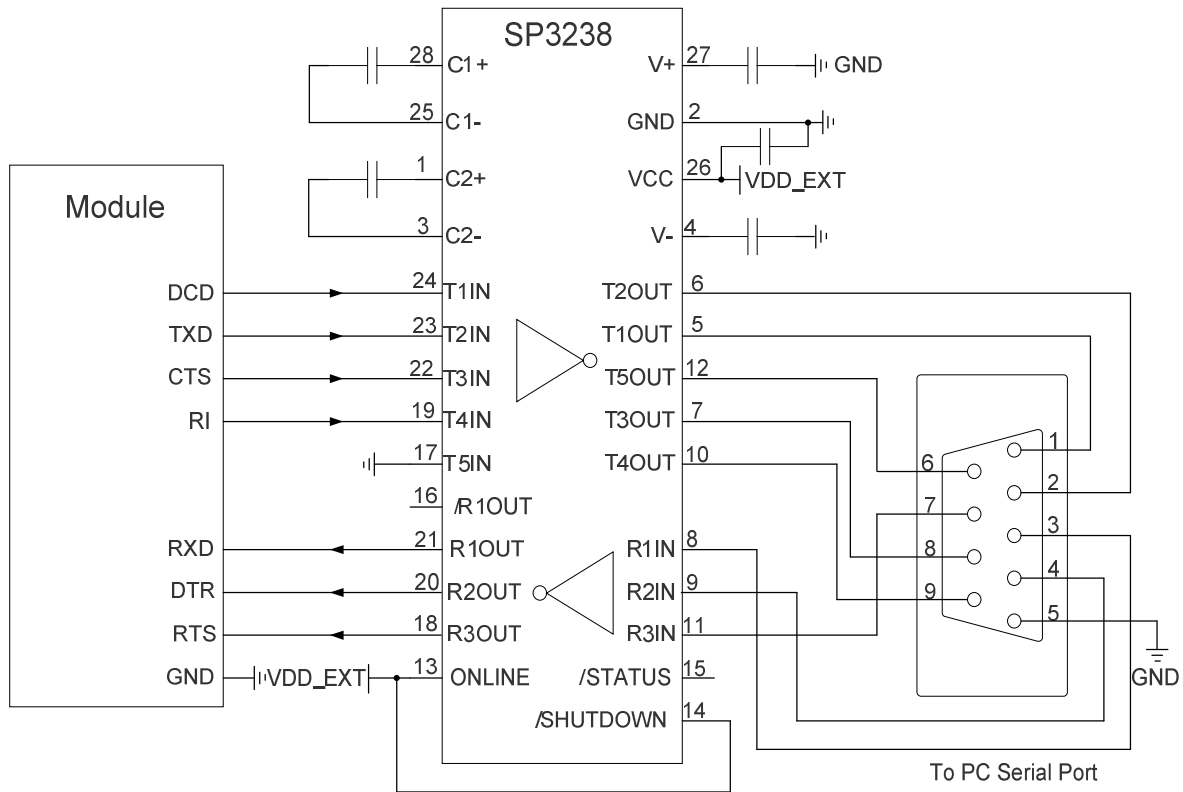 SP3238
28 C1+ V+ 27 GND
25 C1- GND 2
1 C2+ VCC 26 VDD_EXT
3 C2- V- 4
Module
DCD 24 T1IN T2OUT 6
TXD 23 T2IN T1OUT 5
CTS 22 T3IN T5OUT 12
RI 19 T4IN T3OUT 7
17 T5IN T4OUT 10
16 /R1OUT
RXD 21 R1OUT R1IN 8
DTR 20 R2OUT R2IN 9
RTS 18 R3OUT R3IN 11
GND VDD_EXT 13 ONLINE /STATUS 15
/SHUTDOWN 14
1
6
2
7
3
8
4
9
5
GND
To PC Serial Port